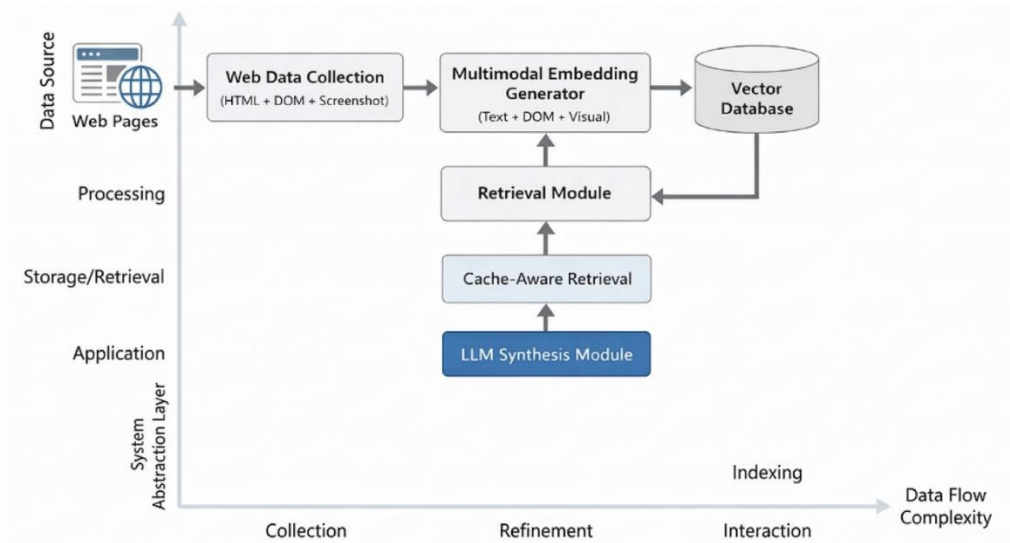 Data Source
Web Pages
Web Data Collection
(HTML + DOM + Screenshot)
Multimodal Embedding
Generator
(Text + DOM + Visual)
Vector
Database
Processing
Retrieval Module
Storage/Retrieval
Cache-Aware Retrieval
Application
LLM Synthesis Module
System
Abstraction Layer
Indexing
Data Flow
Complexity
Collection
Refinement
Interaction